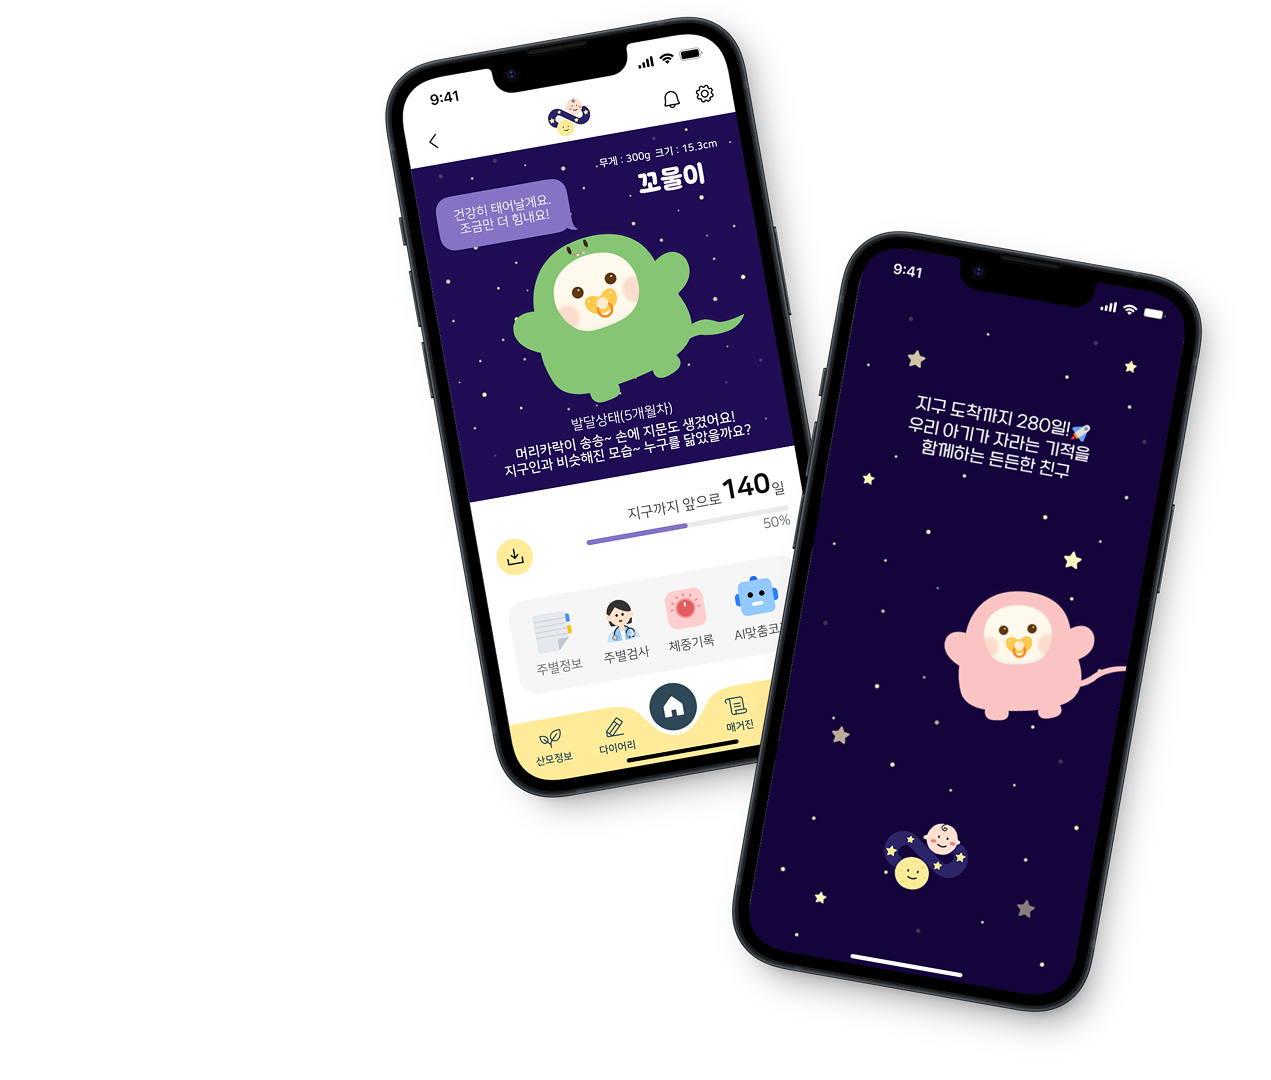 9:41
무게 : 300g 크기 : 15.3cm
꼬물이
건강히 태어날게요.
조금만 더 힘내요!
발달상태(5개월차)
머리카락이 송송~ 손에 지문도 생겼어요!
지구인과 비슷해진 모습~ 누구를 닮았을까요?
지구까지 앞으로 140일
50%
주별정보
주별검사
체중기록
AI맞춤코
산모정보
다이어리
매거진
9:41
지구 도착까지 280일!🚀
우리 아기가 자라는 기적을
함께하는 든든한 친구